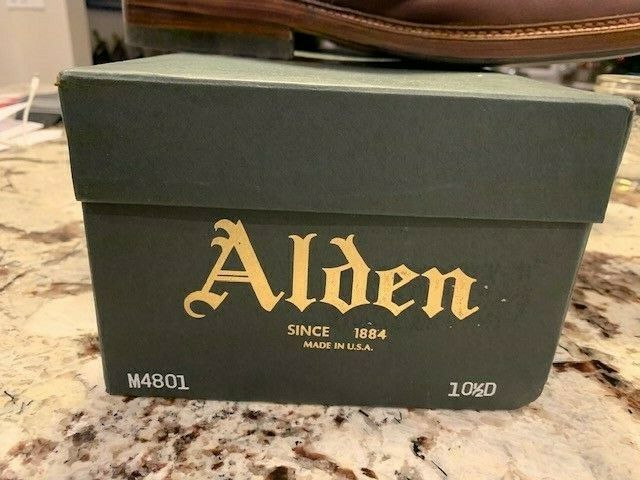 Alden
SINCE 1884
MADE IN U.S.A.
M4801 10½D